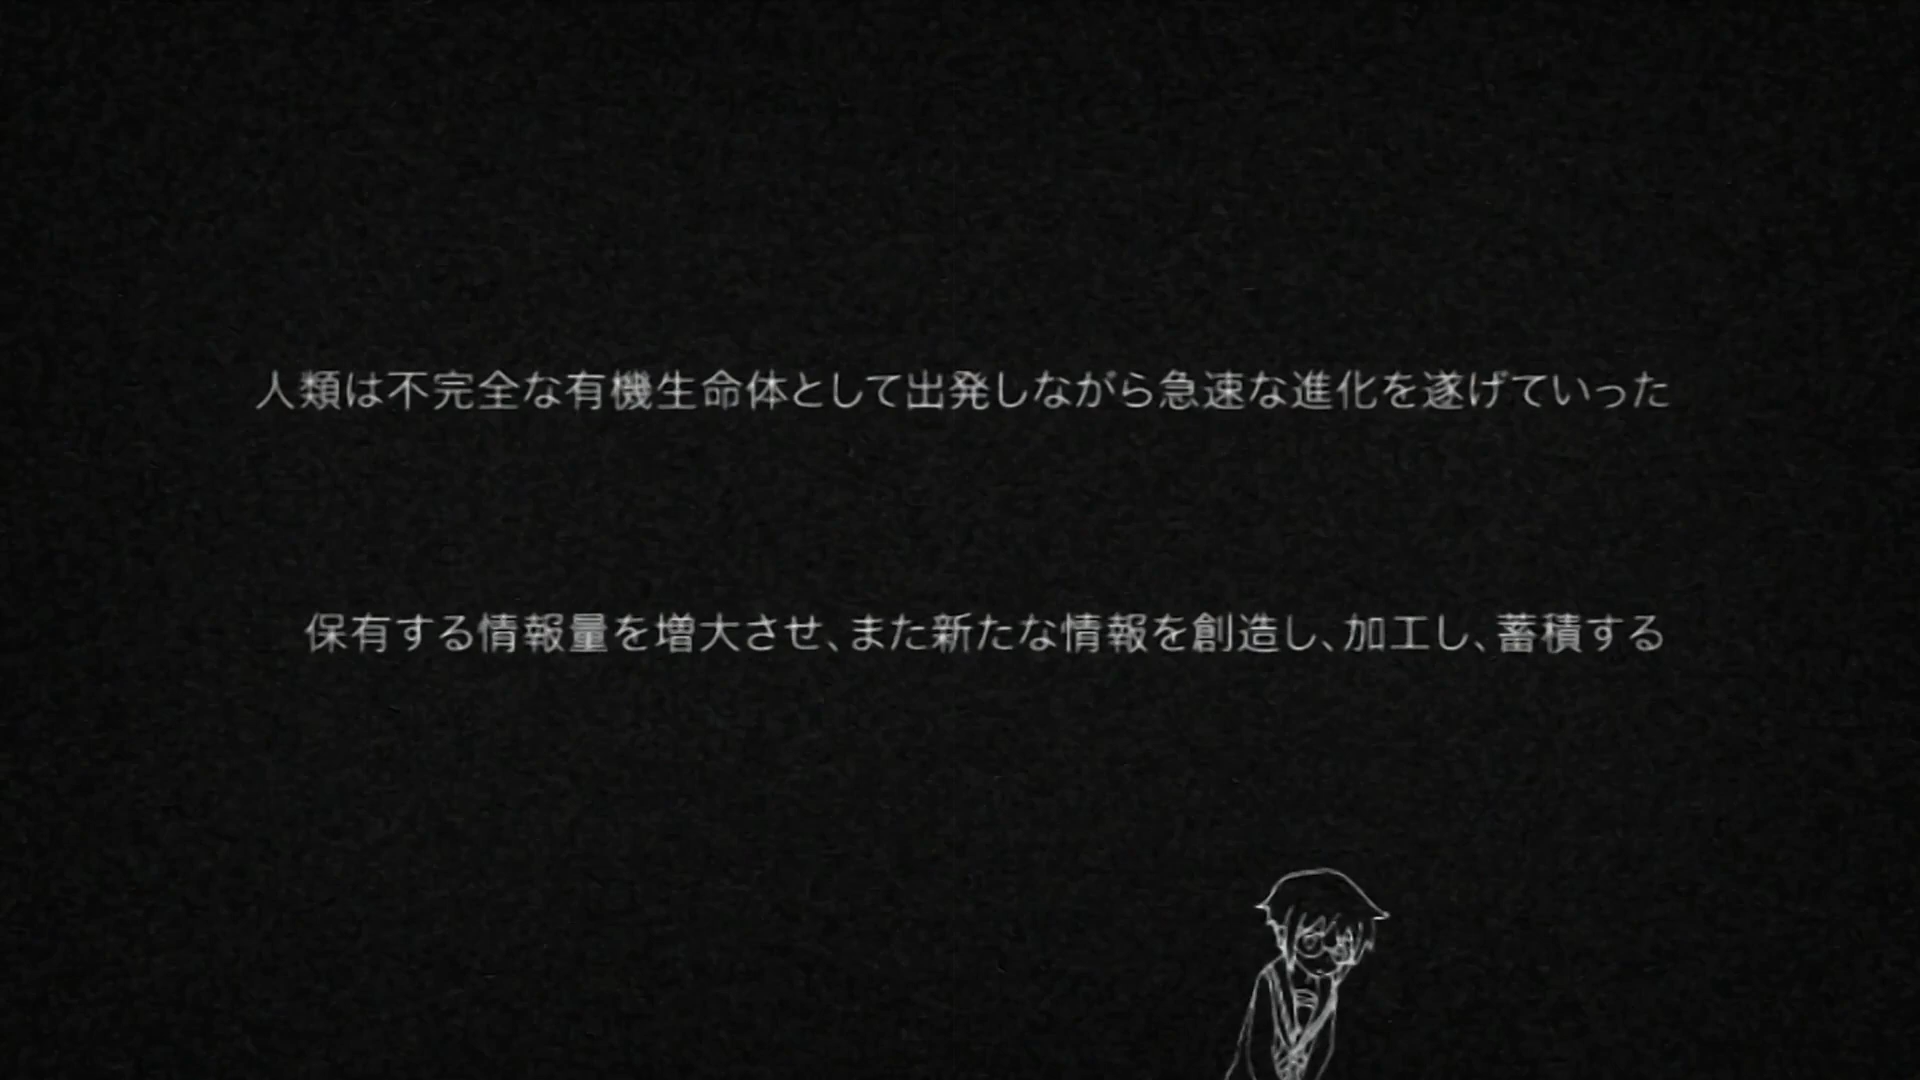 人類は不完全な有機生命体として出発しながら急速な進化を遂げていった
保有する情報量を増大させ、また新たな情報を創造し、加工し、蓄積する